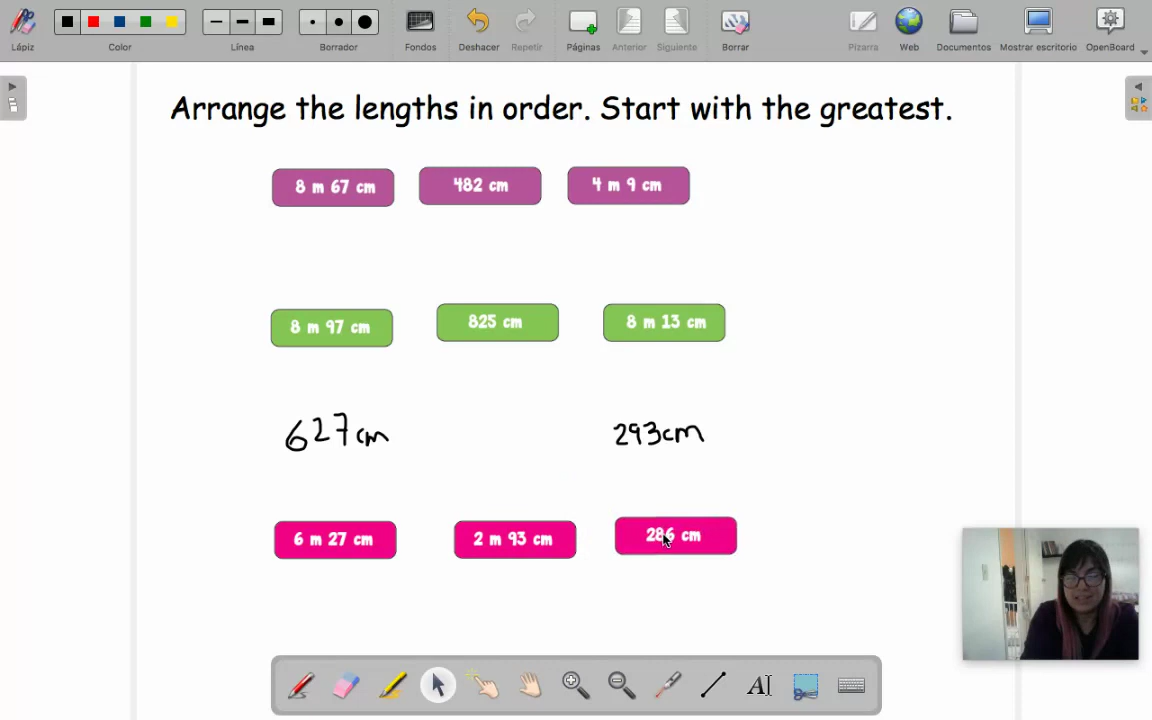 Lápiz Color Línea Borrador Fondos Deshacer Repetir Páginas Anterior Siguiente Borrar Pizarra Web Documentos Mostrar escritorio OpenBoard
Arrange the lengths in order. Start with the greatest.
8 m 67 cm 482 cm 4 m 9 cm
8 m 97 cm 825 cm 8 m 13 cm
627cm 293cm
6 m 27 cm 2 m 93 cm 286 cm
AI